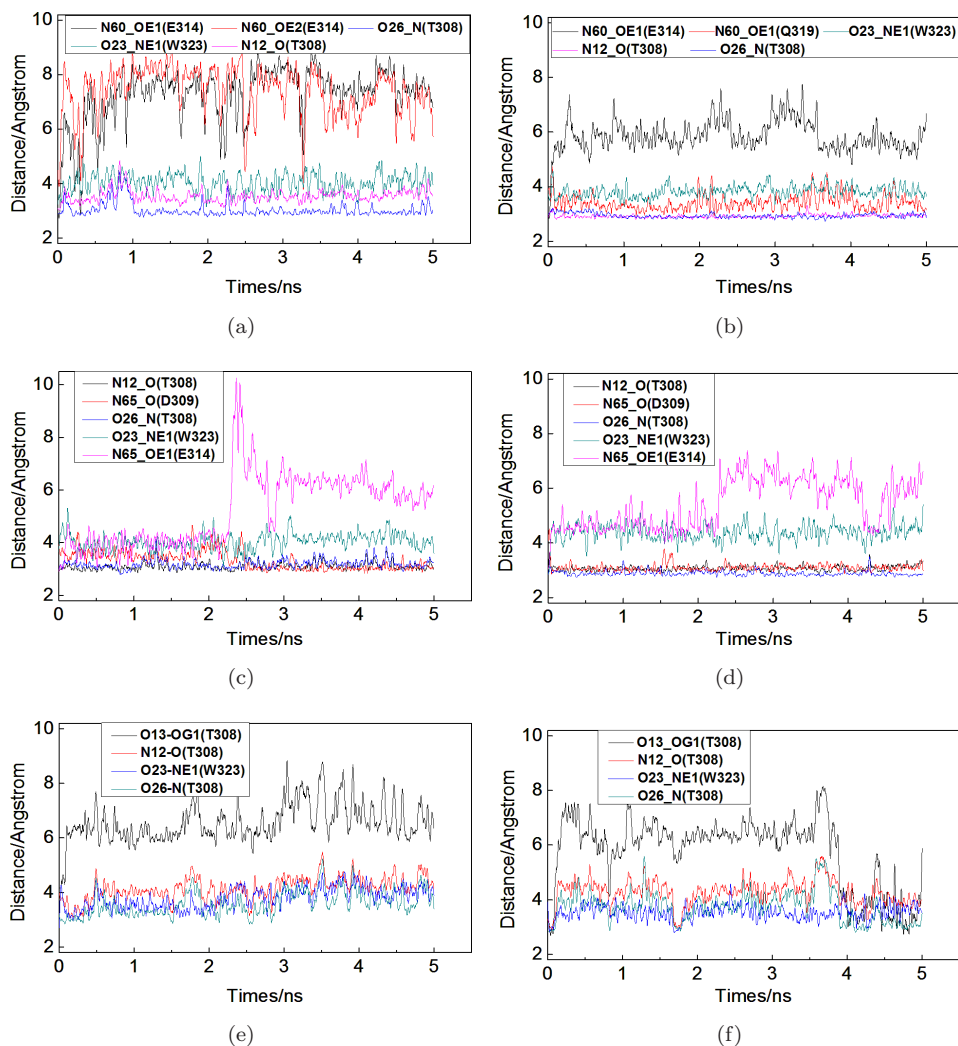 N60_OE1(E314) N60_OE2(E314) O26_N(T308)
O23_NE1(W323) N12_O(T308)
Distance/Angstrom
8
6
4
2
0 1 2 3 4 5
Times/ns
(a)
N60_OE1(E314) N60_OE1(Q319) O23_NE1(W323)
N12_O(T308) O26_N(T308)
Distance/Angstrom
10
8
6
4
2
0 1 2 3 4 5
Times/ns
(b)
N12_O(T308)
N65_O(D309)
O26_N(T308)
O23_NE1(W323)
N65_OE1(E314)
Distance/Angstrom
10
8
6
4
2
0 1 2 3 4 5
Times/ns
(c)
N12_O(T308)
N65_O(D309)
O26_N(T308)
O23_NE1(W323)
N65_OE1(E314)
Distance/Angstrom
10
8
6
4
2
0 1 2 3 4 5
Times/ns
(d)
O13-OG1(T308)
N12-O(T308)
O23-NE1(W323)
O26-N(T308)
Distance/Angstrom
10
8
6
4
2
0 1 2 3 4 5
Times/ns
(e)
O13_OG1(T308)
N12_O(T308)
O23_NE1(W323)
O26_N(T308)
Distance/Angstrom
10
8
6
4
2
0 1 2 3 4 5
Times/ns
(f)